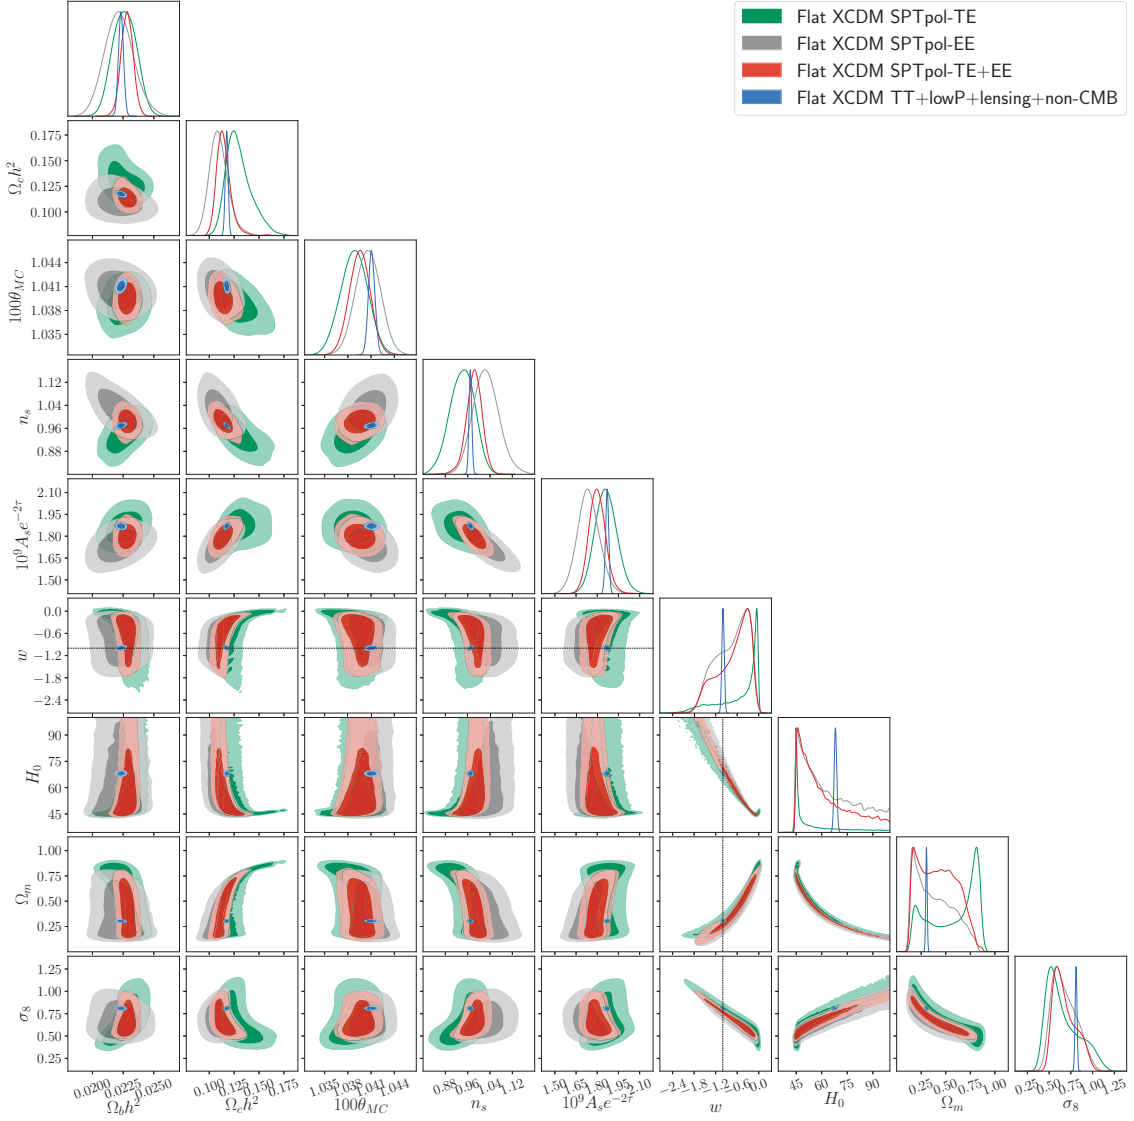 Flat XCDM SPTpol-TE
Flat XCDM SPTpol-EE
Flat XCDM SPTpol-TE+EE
Flat XCDM TT+lowP+lensing+non-CMB
0.175
0.150
0.125
0.100
Ω_c h²
1.044
1.041
1.038
1.035
100θ_MC
1.12
1.04
0.96
0.88
n_s
2.10
1.95
1.80
1.65
1.50
10⁹A_s e^{−2τ}
0.0
−0.6
−1.2
−1.8
−2.4
w
90
75
60
45
H_0
1.00
0.75
0.50
0.25
Ω_m
1.25
1.00
0.75
0.50
0.25
σ_8
0.0200 0.0225 0.0250
0.100 0.125 0.150 0.175
1.035 1.038 1.041 1.044
0.88 0.96 1.04 1.12
1.50 1.65 1.80 1.95 2.10
−2.4 −1.8 −1.2 −0.6 0.0
45 60 75 90
0.25 0.50 0.75 1.00
0.25 0.50 0.75 1.00 1.25
Ω_b h² Ω_c h² 100θ_MC n_s 10⁹A_s e^{−2τ} w H_0 Ω_m σ_8